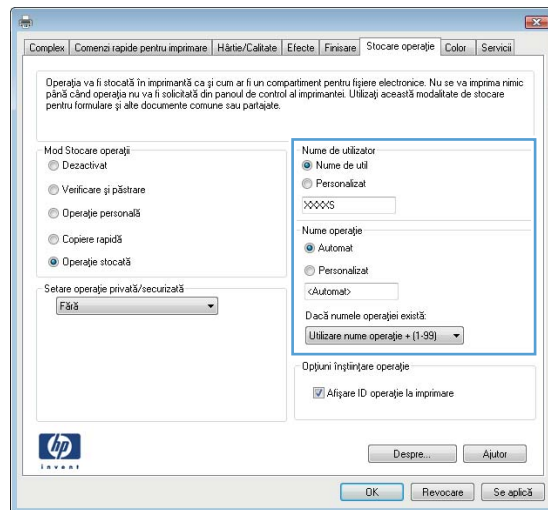 Complex Comenzi rapide pentru imprimare Hârtie/Calitate Efecte Finisare Stocare operaţie Color Servicii
Operaţia va fi stocată în imprimantă ca şi cum ar fi un compartiment pentru fişiere electronice. Nu se va imprima nimic
până când operaţia nu va fi solicitată din panoul de control al imprimantei. Utilizaţi această modalitate de stocare
pentru formulare şi alte documente comune sau partajate.
Mod Stocare operaţii
Dezactivat
Verificare şi păstrare
Operaţie personală
Copiere rapidă
Operaţie stocată
Setare operaţie privată/securizată
Fără
Nume de utilizator
Nume de util
Personalizat
XXXXS
Nume operaţie
Automat
Personalizat
<Automat>
Dacă numele operaţiei există:
Utilizare nume operaţie + (1-99)
Opţiuni înştiinţare operaţie
Afişare ID operaţie la imprimare
hp
invent
Despre... Ajutor
OK Revocare Se aplică